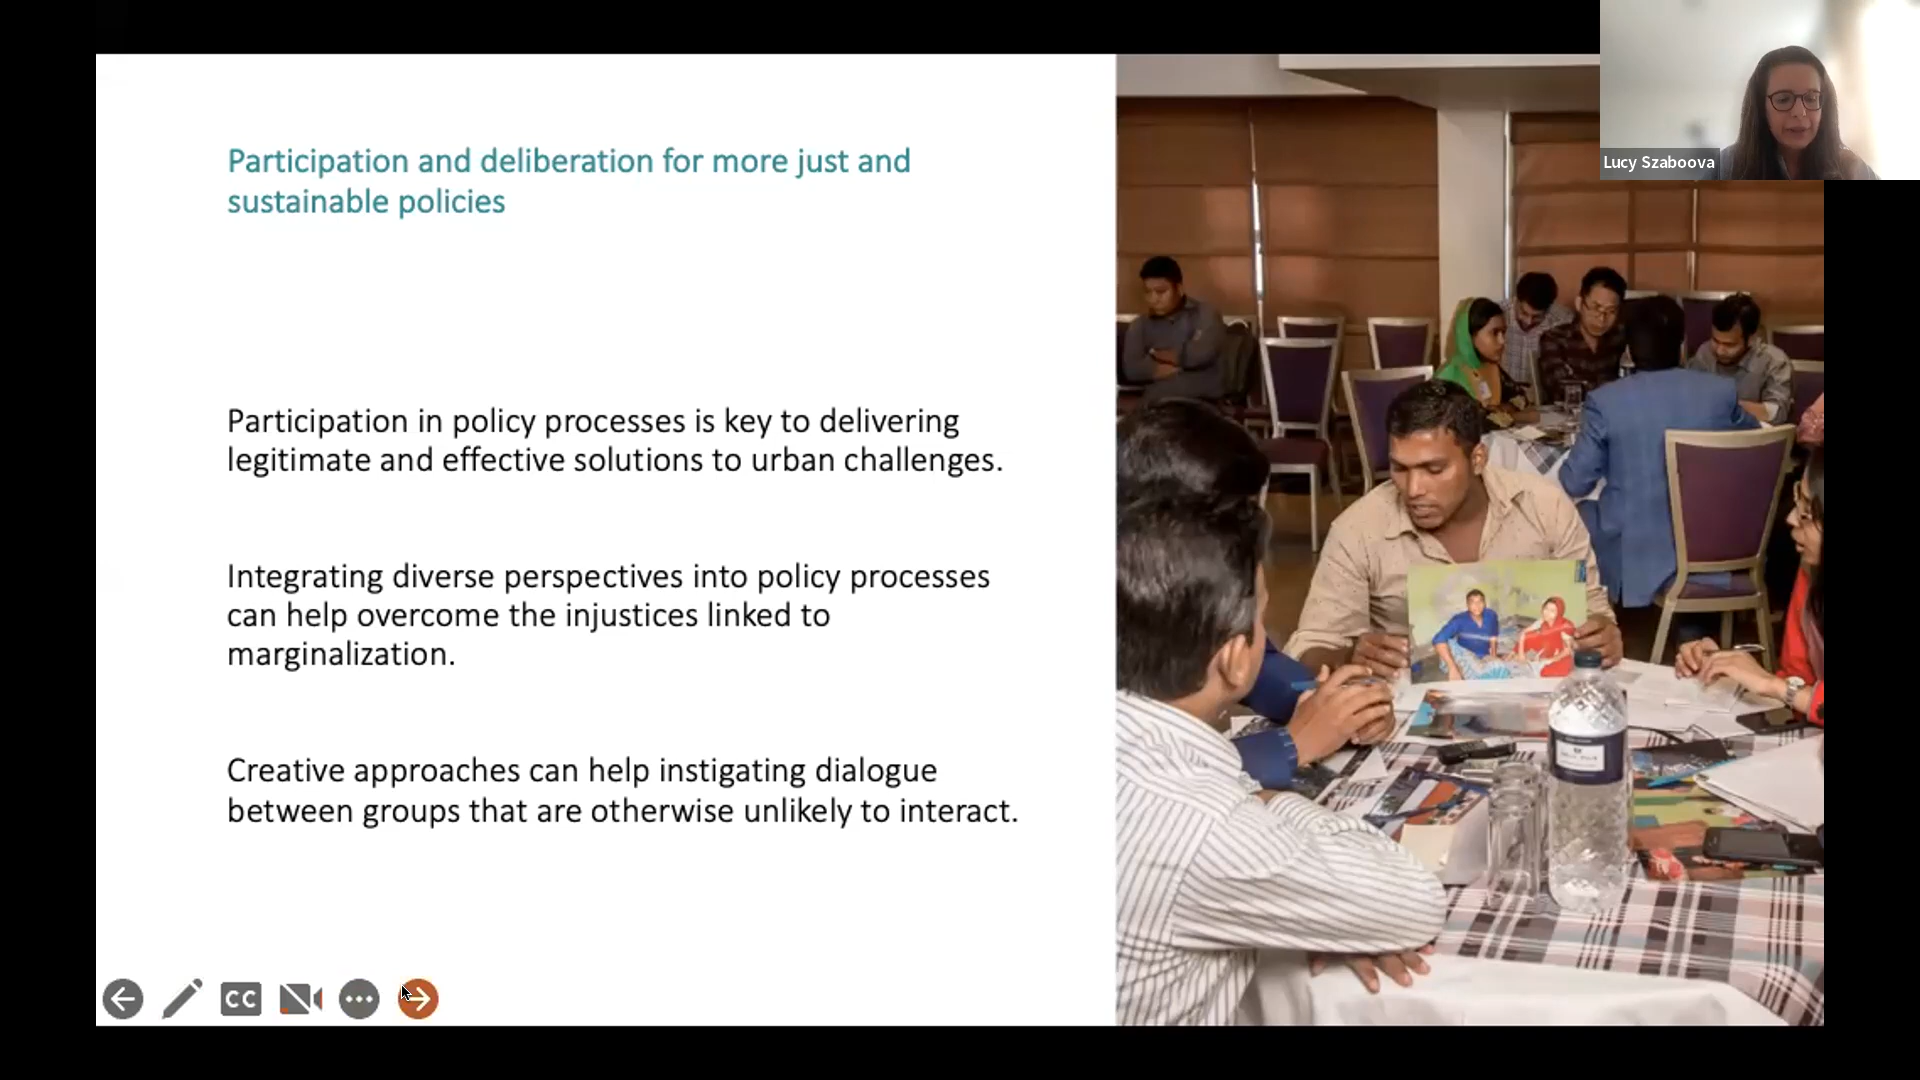 Participation and deliberation for more just and
sustainable policies
Participation in policy processes is key to delivering
legitimate and effective solutions to urban challenges.
Integrating diverse perspectives into policy processes
can help overcome the injustices linked to
marginalization.
Creative approaches can help instigating dialogue
between groups that are otherwise unlikely to interact.
CC
Lucy Szaboova